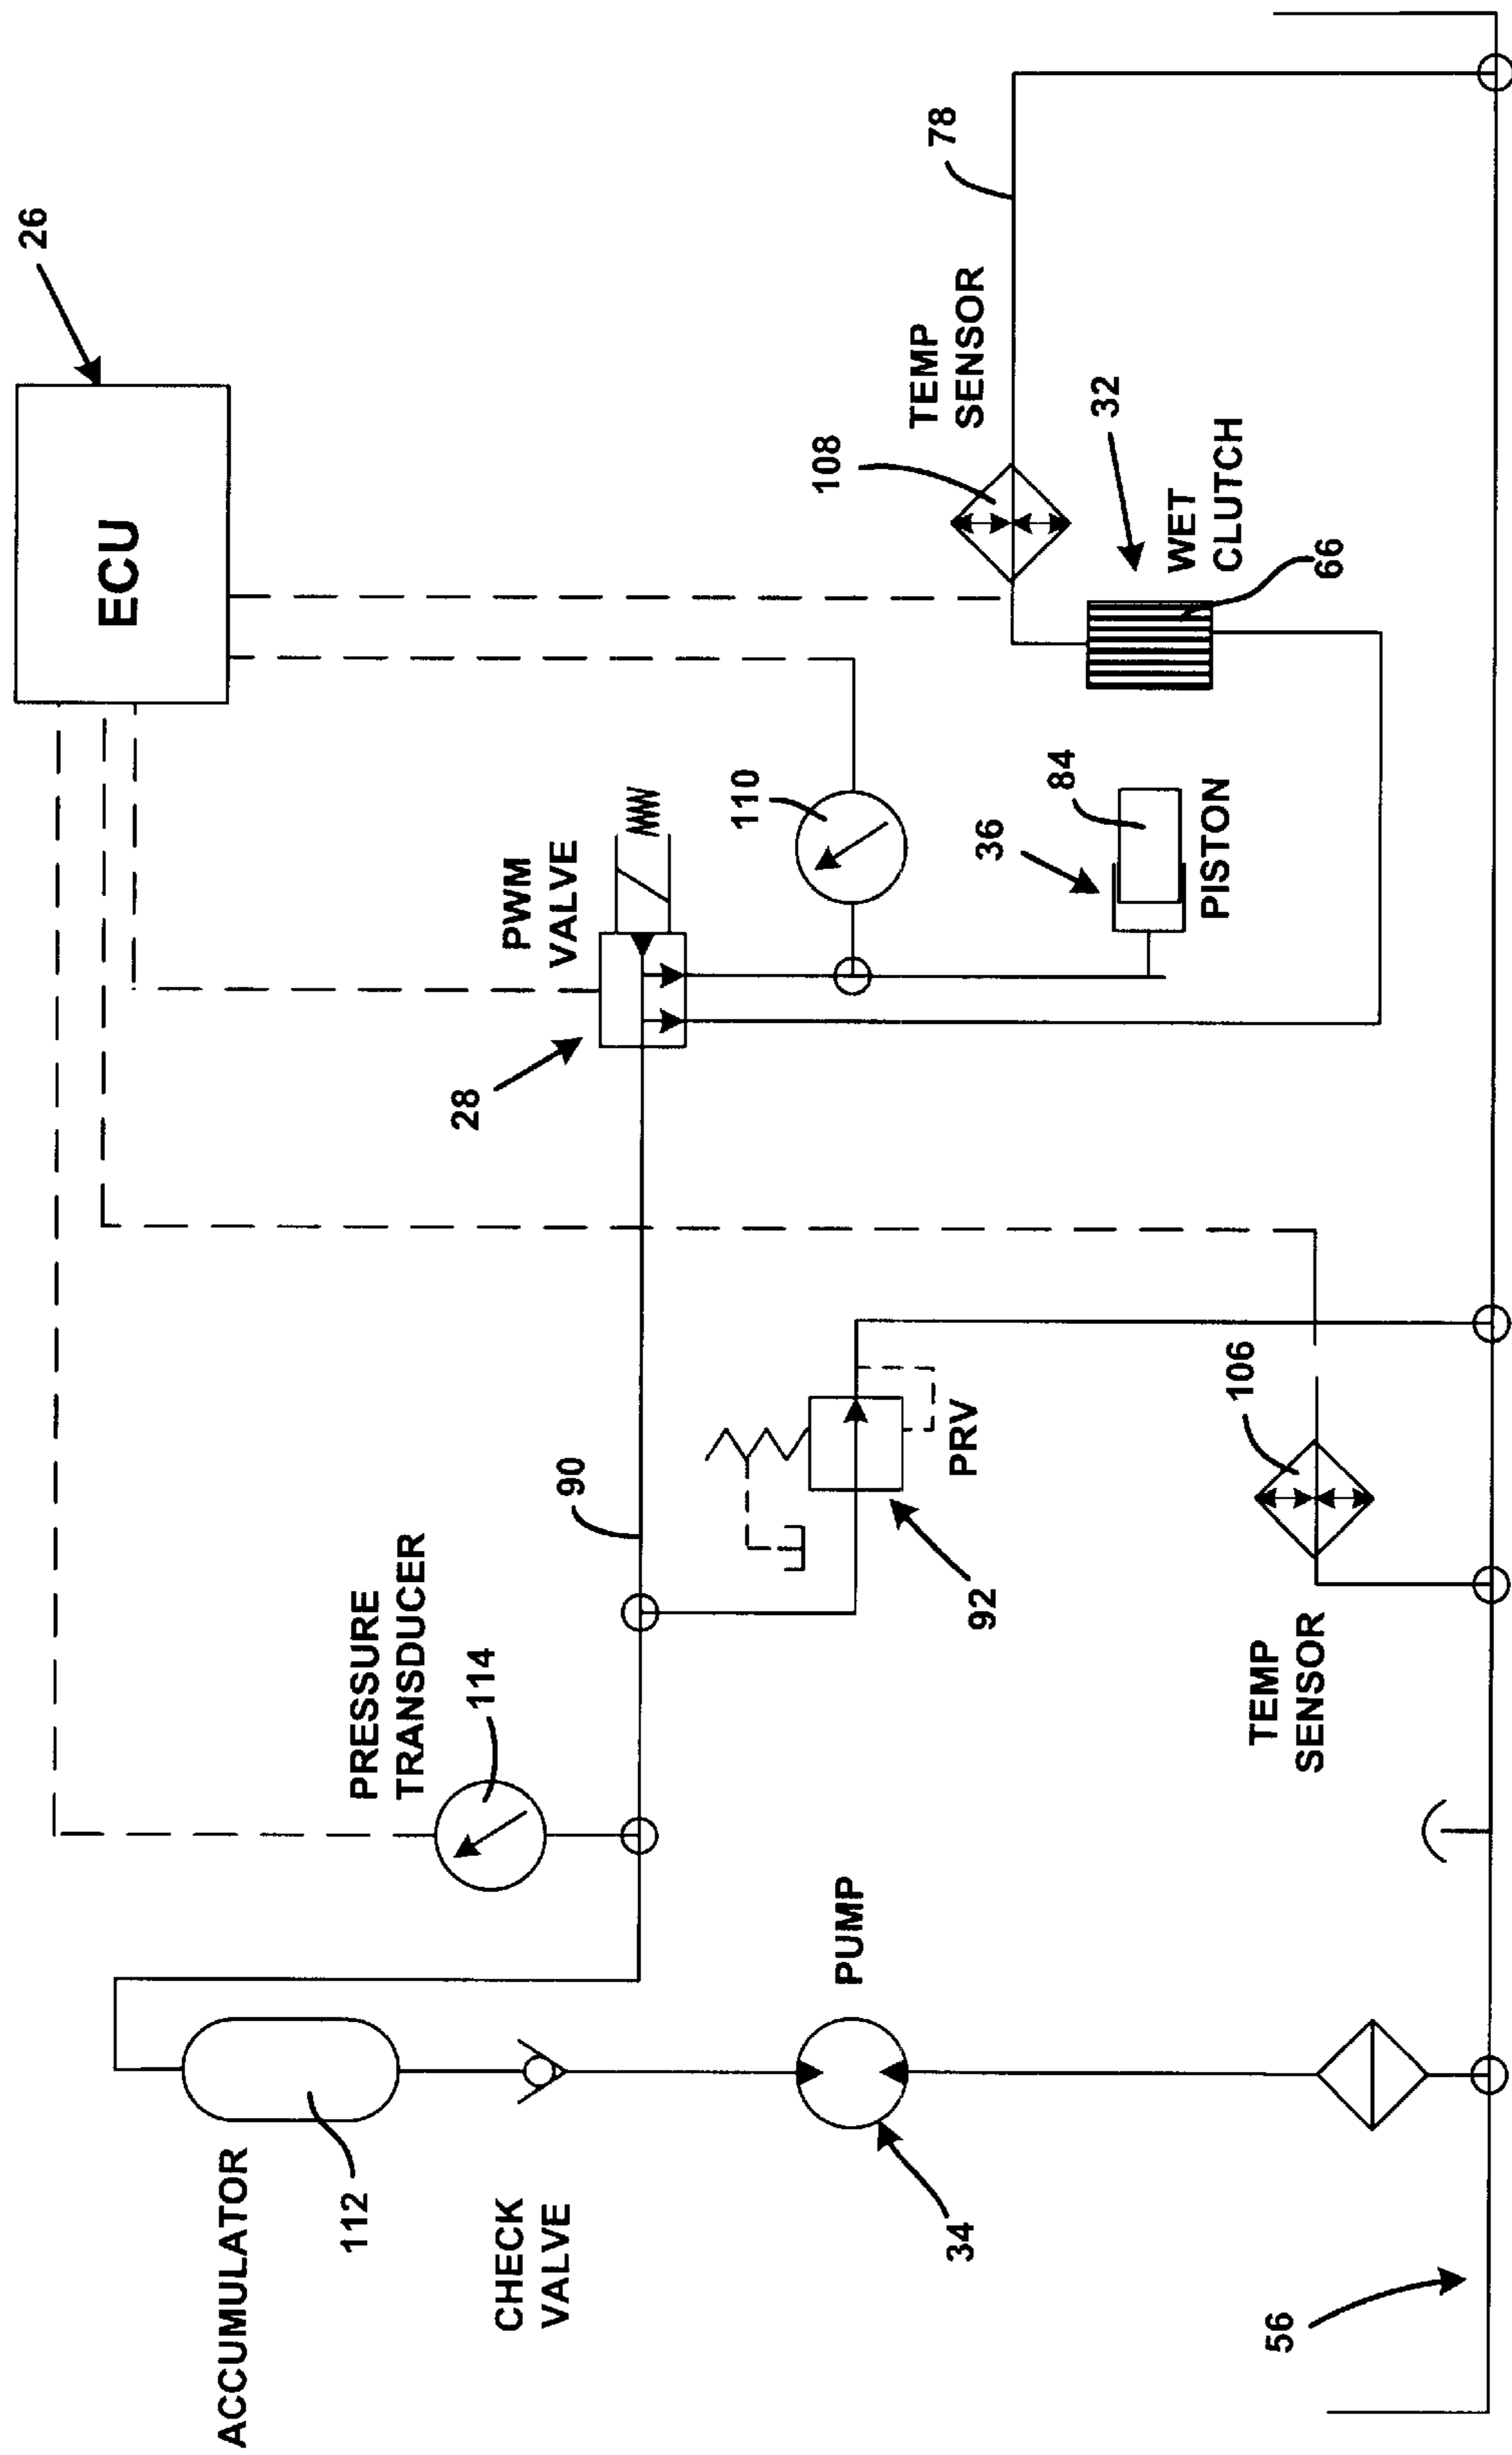 ECU
26
ACCUMULATOR
112
CHECK
VALVE
PRESSURE
TRANSDUCER
114
90
28
PWM
VALVE
110
TEMP
SENSOR
108
78
PUMP
34
PRV
92
36
84
PISTON
32
WET
CLUTCH
66
TEMP
SENSOR
106
56